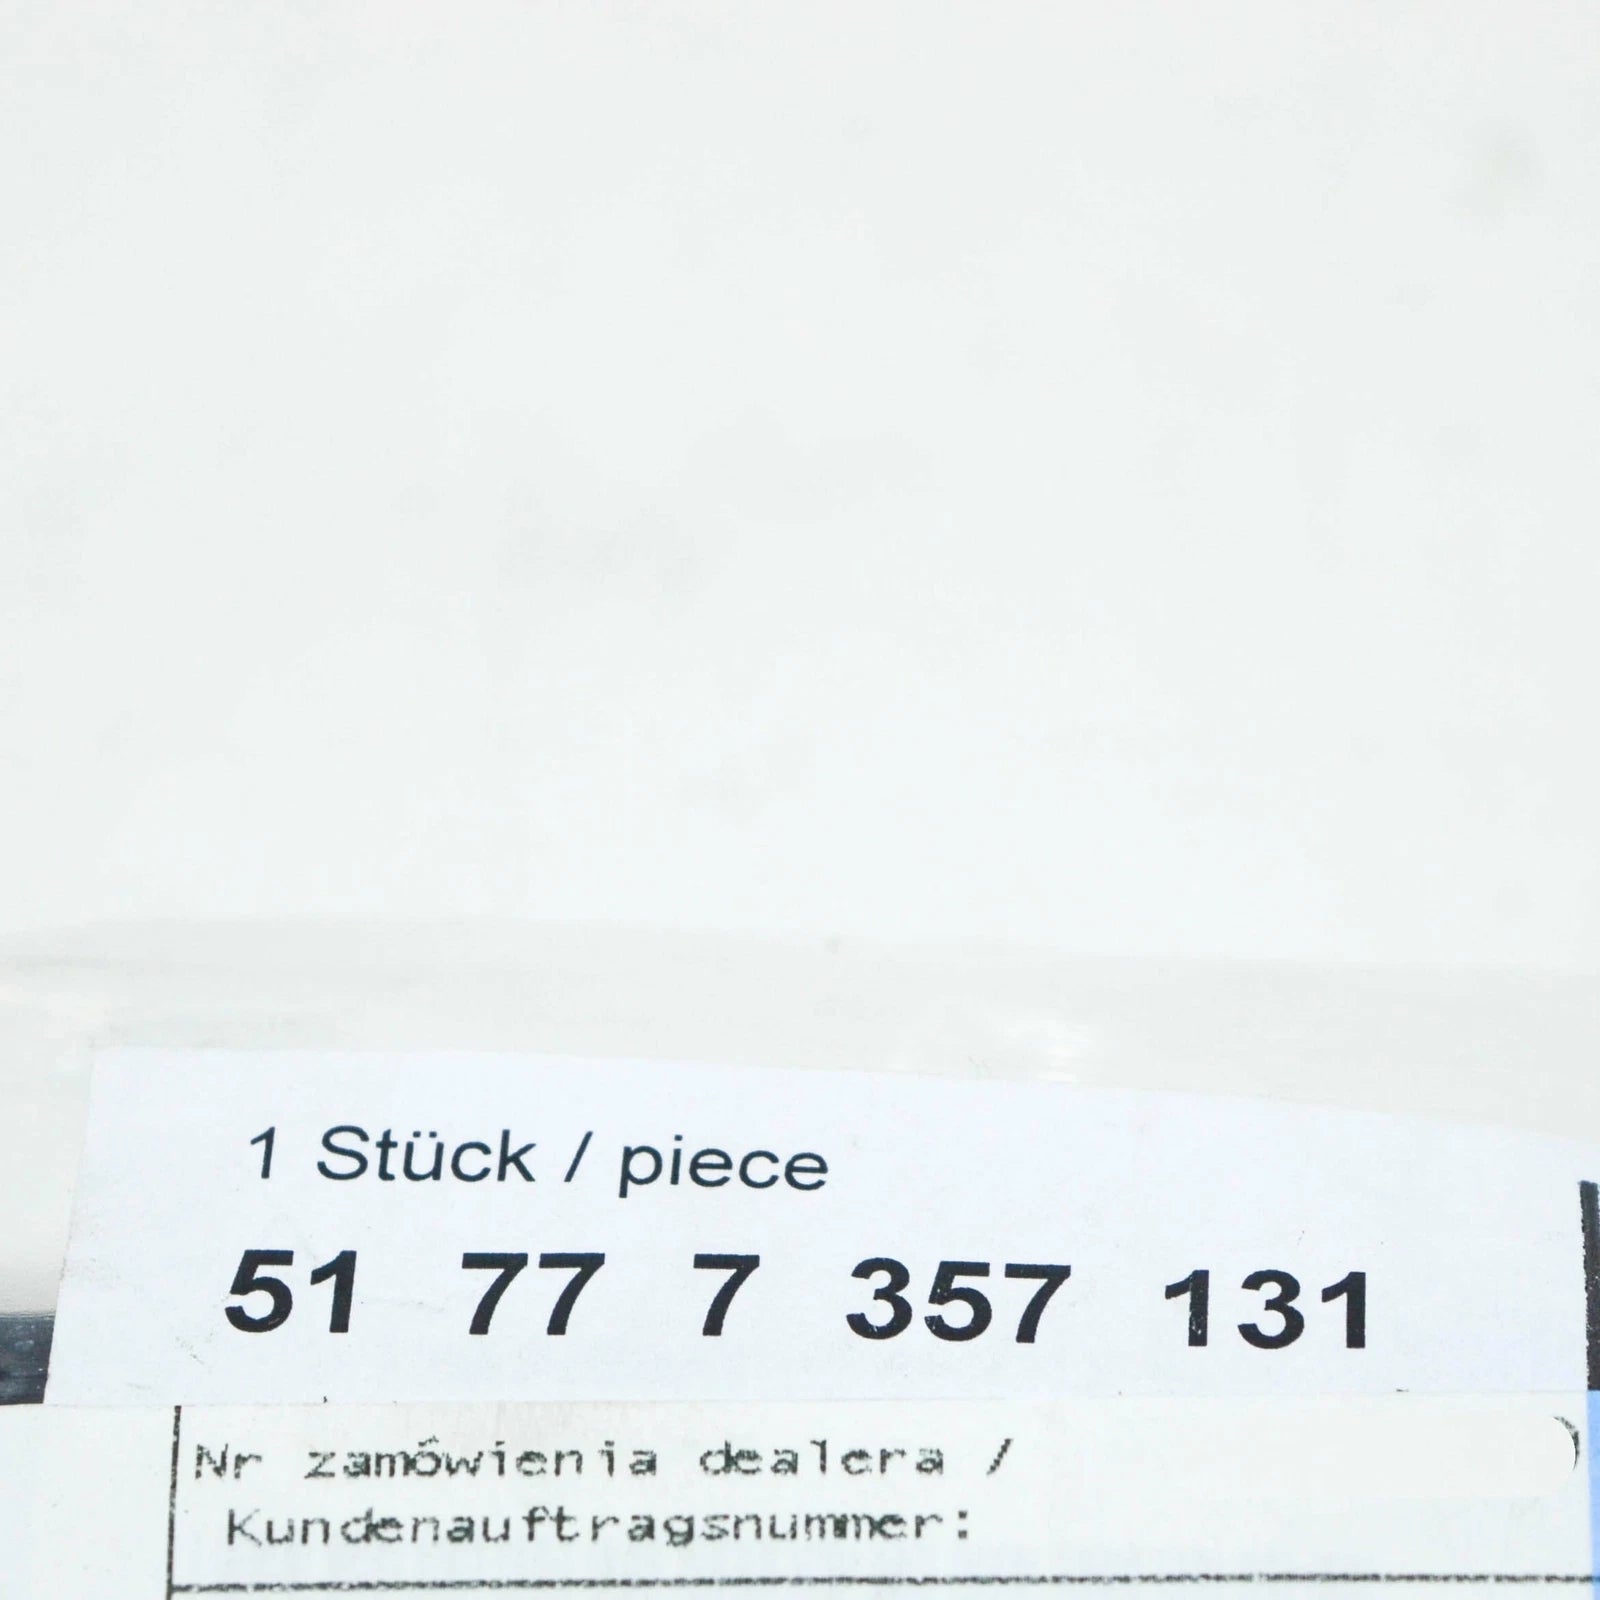 1 Stück / piece
51 77 7 357 131
Nr zamówienia dealera /
Kundenauftragsnummer: